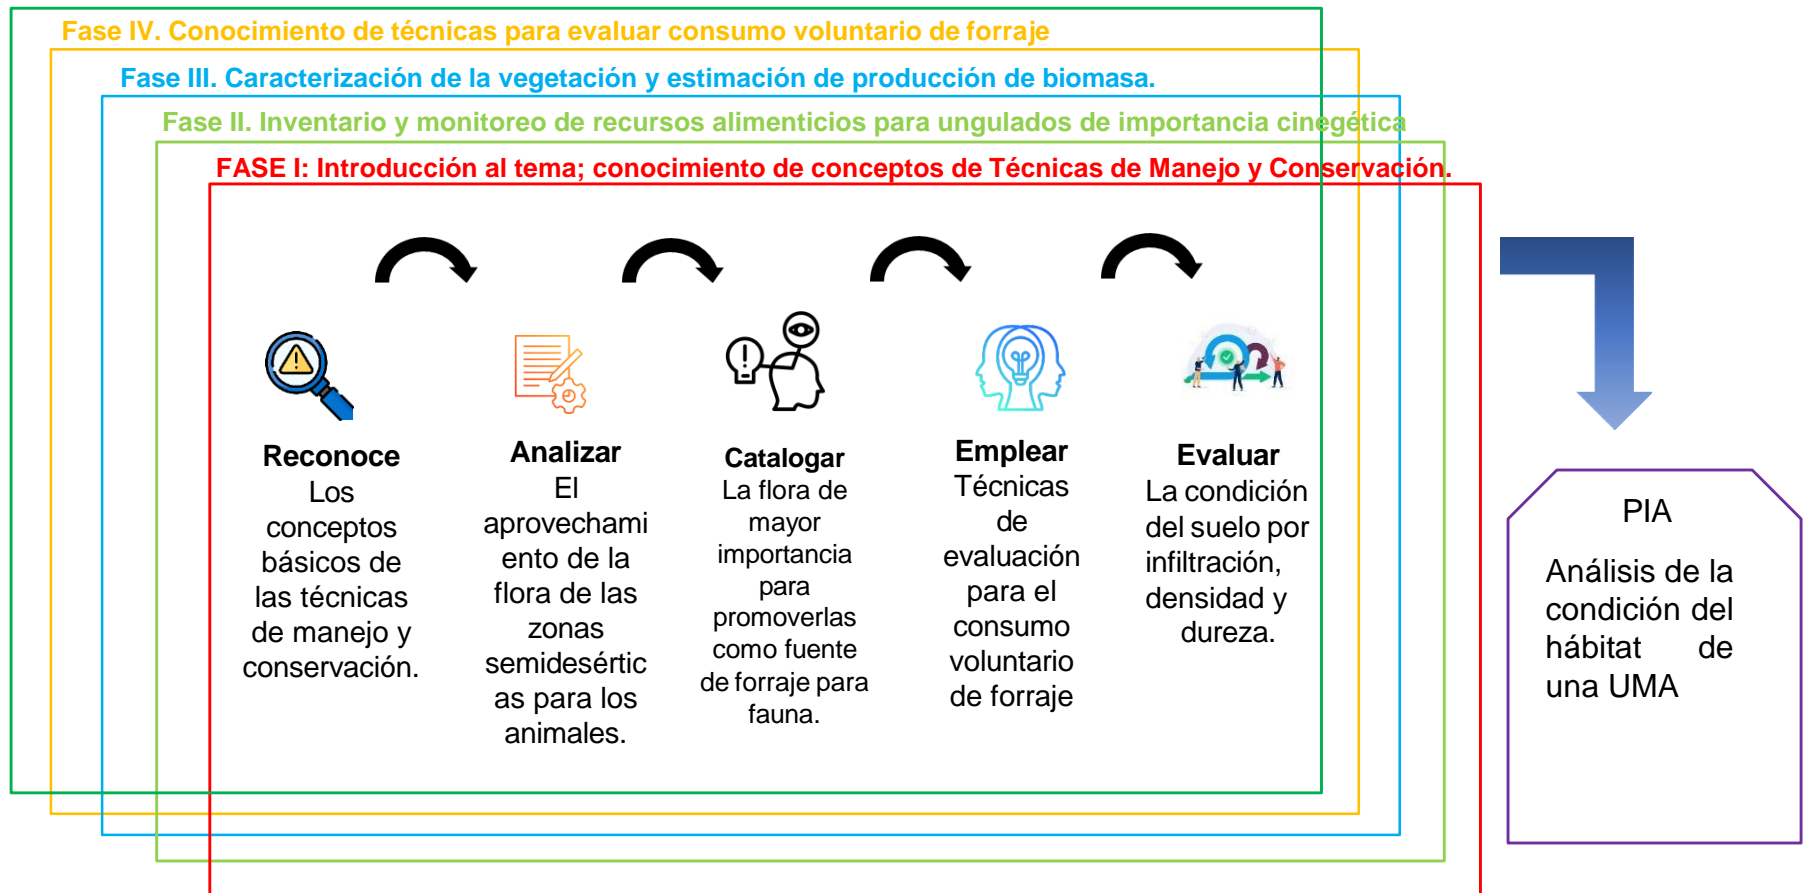 Fase IV. Conocimiento de técnicas para evaluar consumo voluntario de forraje
Fase III. Caracterización de la vegetación y estimación de producción de biomasa.
Fase II. Inventario y monitoreo de recursos alimenticios para ungulados de importancia cinegética
FASE I: Introducción al tema; conocimiento de conceptos de Técnicas de Manejo y Conservación.
Reconoce
Los
conceptos
básicos de
las técnicas
de manejo y
conservación.
Analizar
El
aprovechami
ento de la
flora de las
zonas
semidesértic
as para los
animales.
Catalogar
La flora de
mayor
importancia
para
promoverlas
como fuente
de forraje para
fauna.
Emplear
Técnicas
de
evaluación
para el
consumo
voluntario
de forraje
Evaluar
La condición
del suelo por
infiltración,
densidad y
dureza.
PIA
Análisis de la
condición del
hábitat de
una UMA